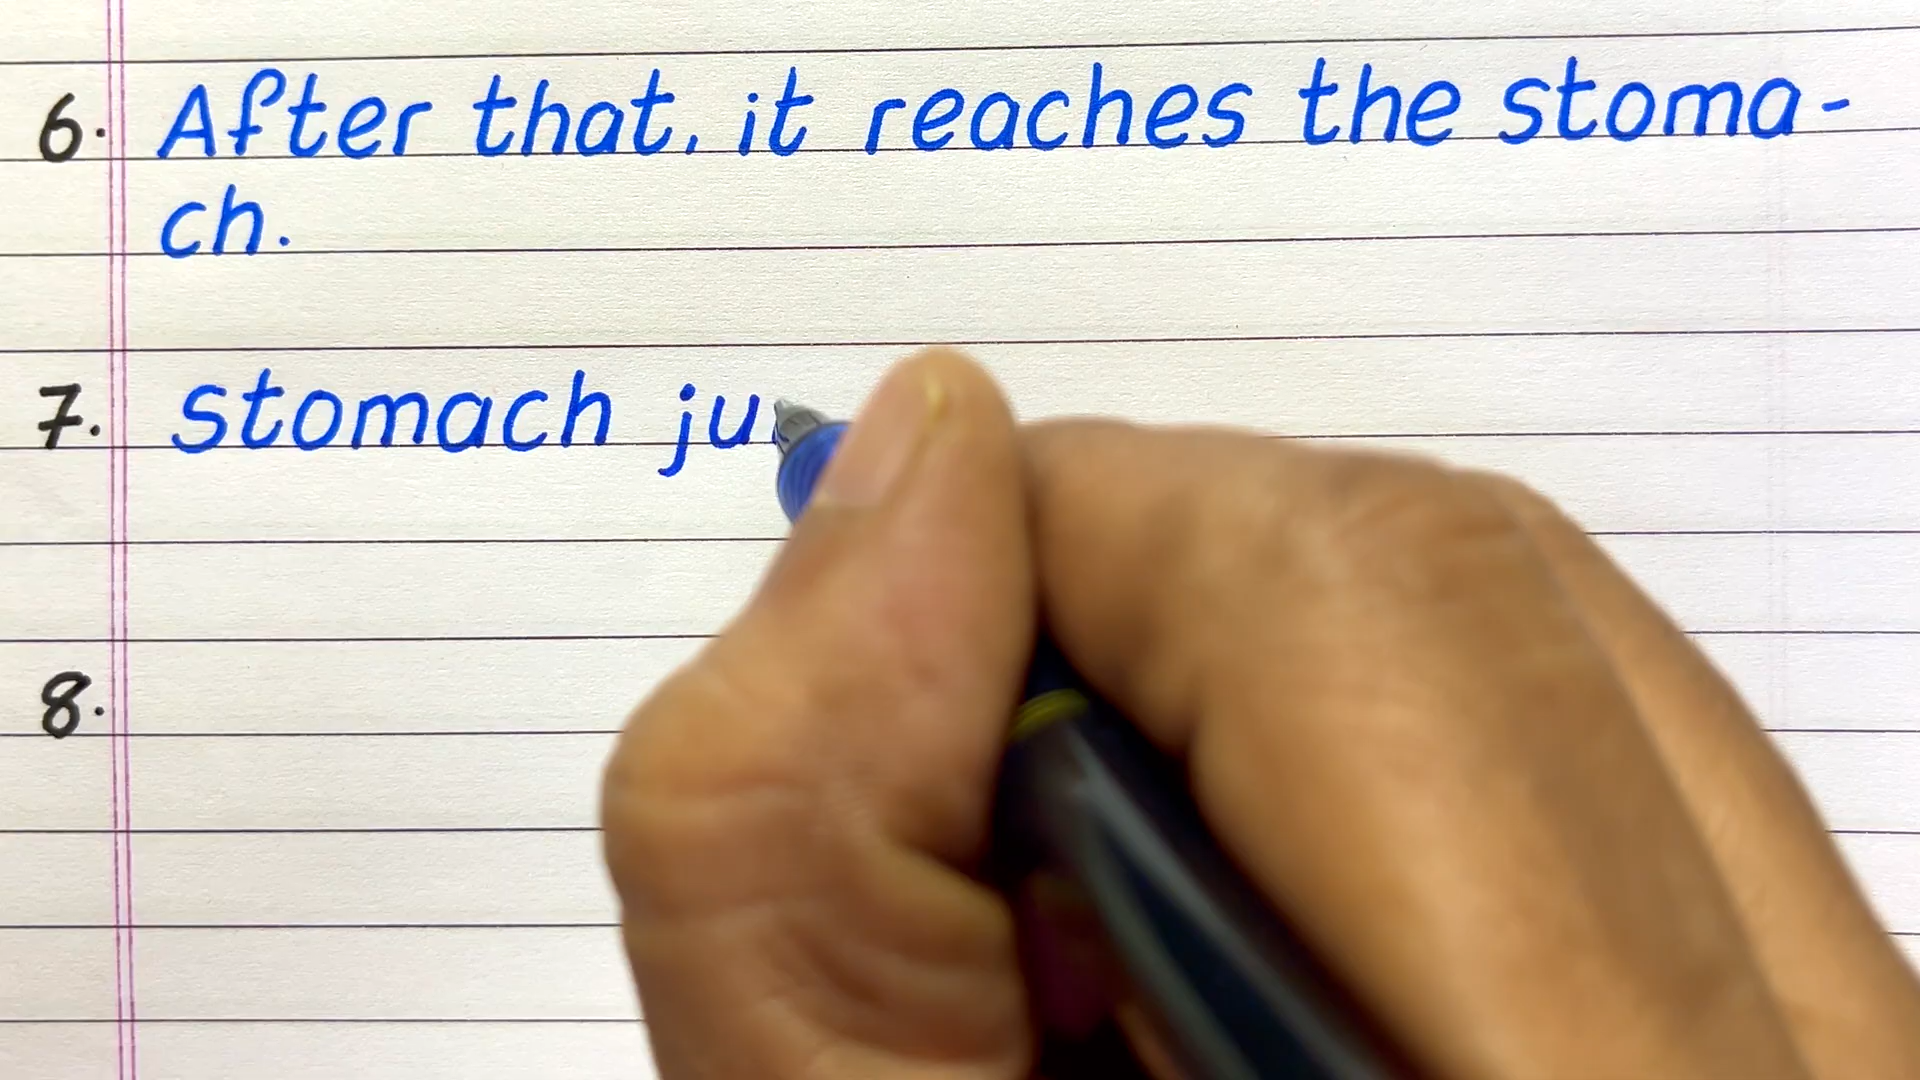 6. After that, it reaches the stoma-
ch.
7. stomach ju
8.